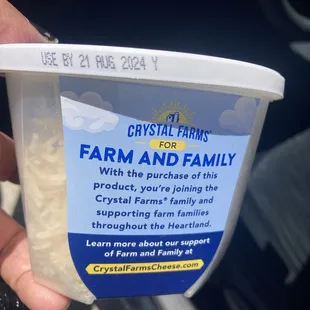 USE BY 21 AUG 2024 Y
CRYSTAL FARMS®
FOR
FARM AND FAMILY
With the purchase of this
product, you're joining the
Crystal Farms® family and
supporting farm families
throughout the Heartland.
Learn more about our support
of Farm and Family at
CrystalFarmsCheese.com